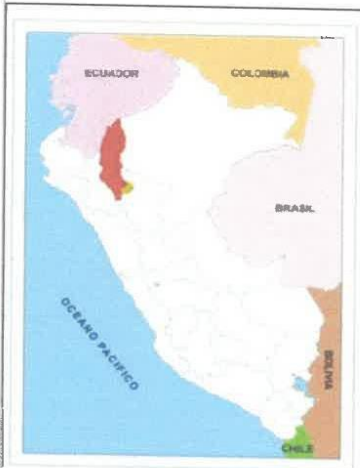 ECUADOR
COLOMBIA
BRASIL
OCEANO PACIFICO
BOLIVIA
CHILE